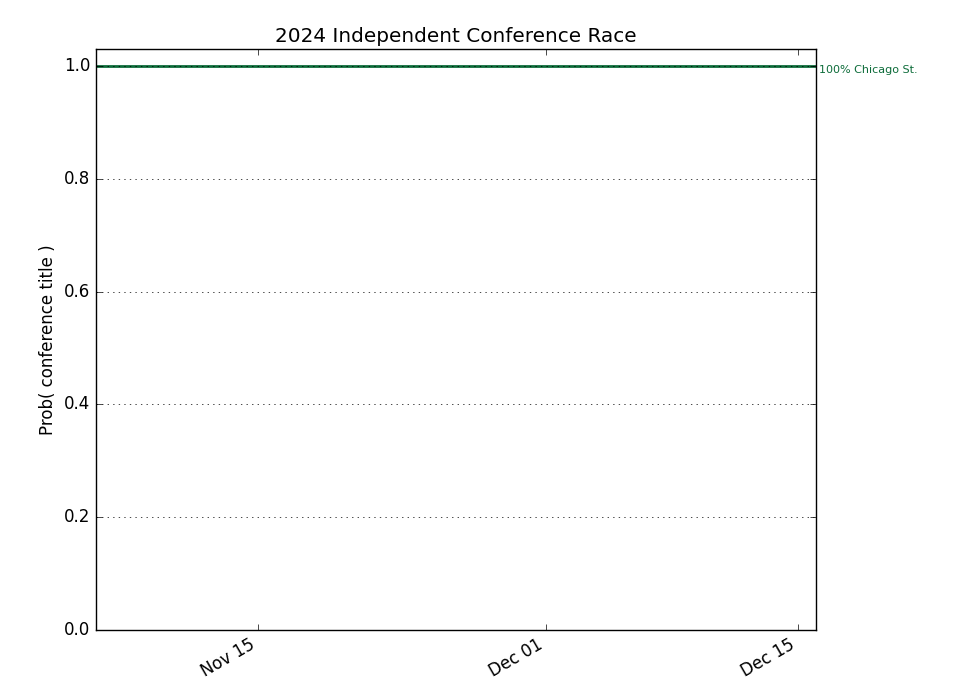 2024 Independent Conference Race
1.0
100% Chicago St.
0.8
0.6
Prob( conference title )
0.4
0.2
0.0
Nov 15
Dec 01
Dec 15